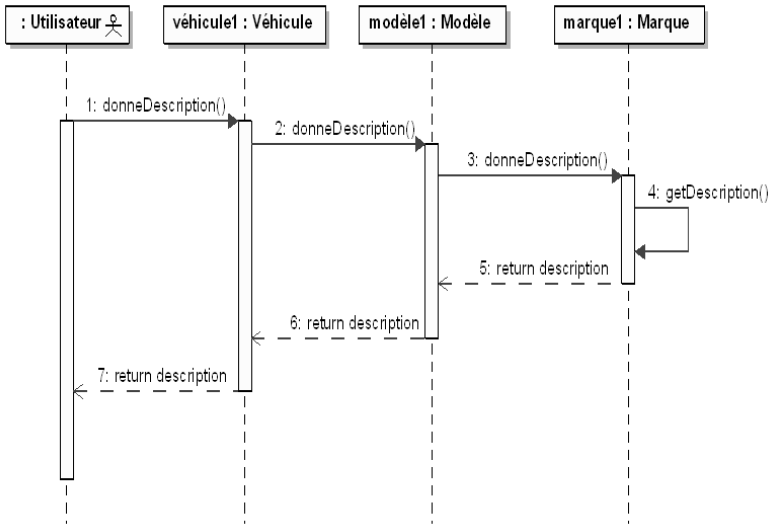 : Utilisateur
véhicule1 : Véhicule
modèle1 : Modèle
marque1 : Marque
1: donneDescription()
2: donneDescription()
3: donneDescription()
4: getDescription()
5: return description
6: return description
7: return description